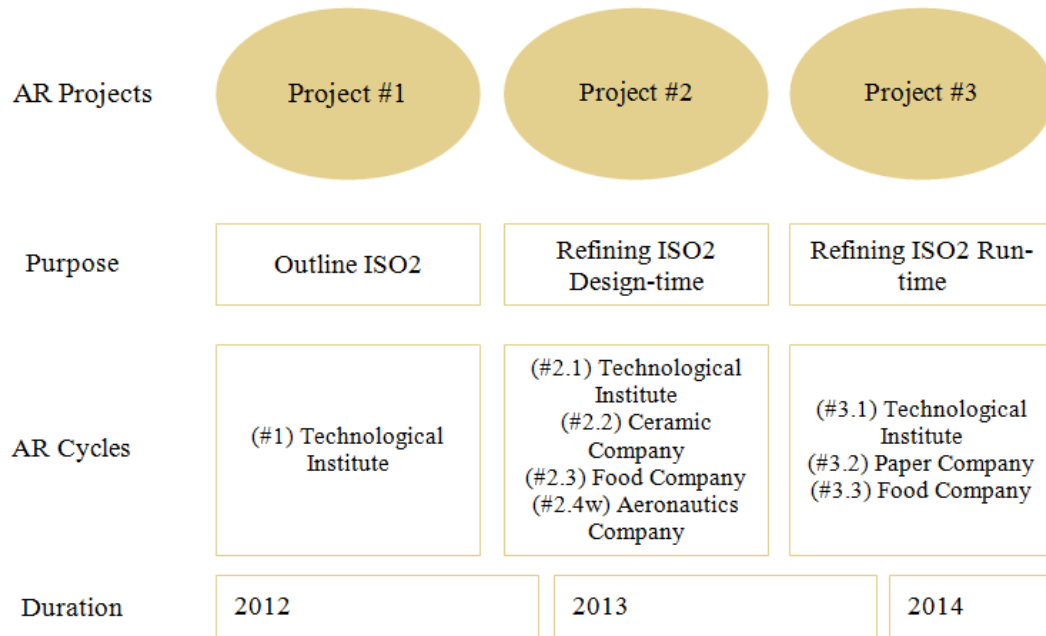 AR Projects
Project #1
Project #2
Project #3
Purpose
Outline ISO2
Refining ISO2
Design-time
Refining ISO2 Run-
time
AR Cycles
(#1) Technological
Institute
(#2.1) Technological
Institute
(#2.2) Ceramic
Company
(#2.3) Food Company
(#2.4w) Aeronautics
Company
(#3.1) Technological
Institute
(#3.2) Paper Company
(#3.3) Food Company
Duration
2012
2013
2014